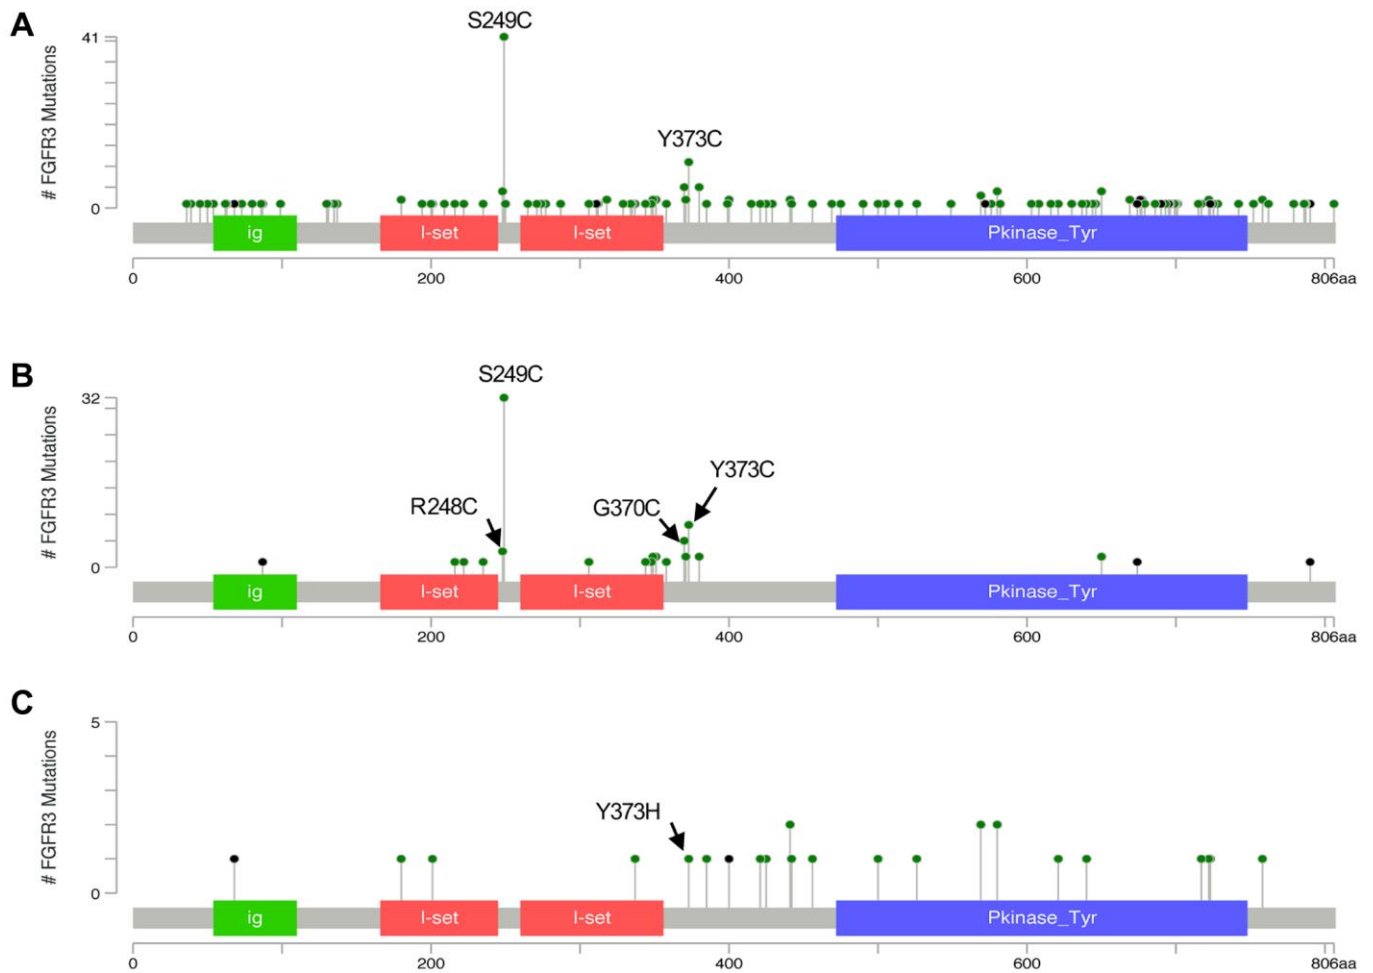 A
# FGFR3 Mutations
41
0
S249C
Y373C
ig
I-set
I-set
Pkinase_Tyr
0
200
400
600
806aa
B
# FGFR3 Mutations
32
0
S249C
R248C
G370C
Y373C
ig
I-set
I-set
Pkinase_Tyr
0
200
400
600
806aa
C
# FGFR3 Mutations
5
0
Y373H
ig
I-set
I-set
Pkinase_Tyr
0
200
400
600
806aa